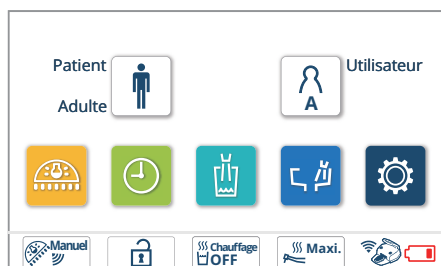 Patient
Utilisateur
Adulte
A
Manuel
Chauffage
OFF
Maxi.